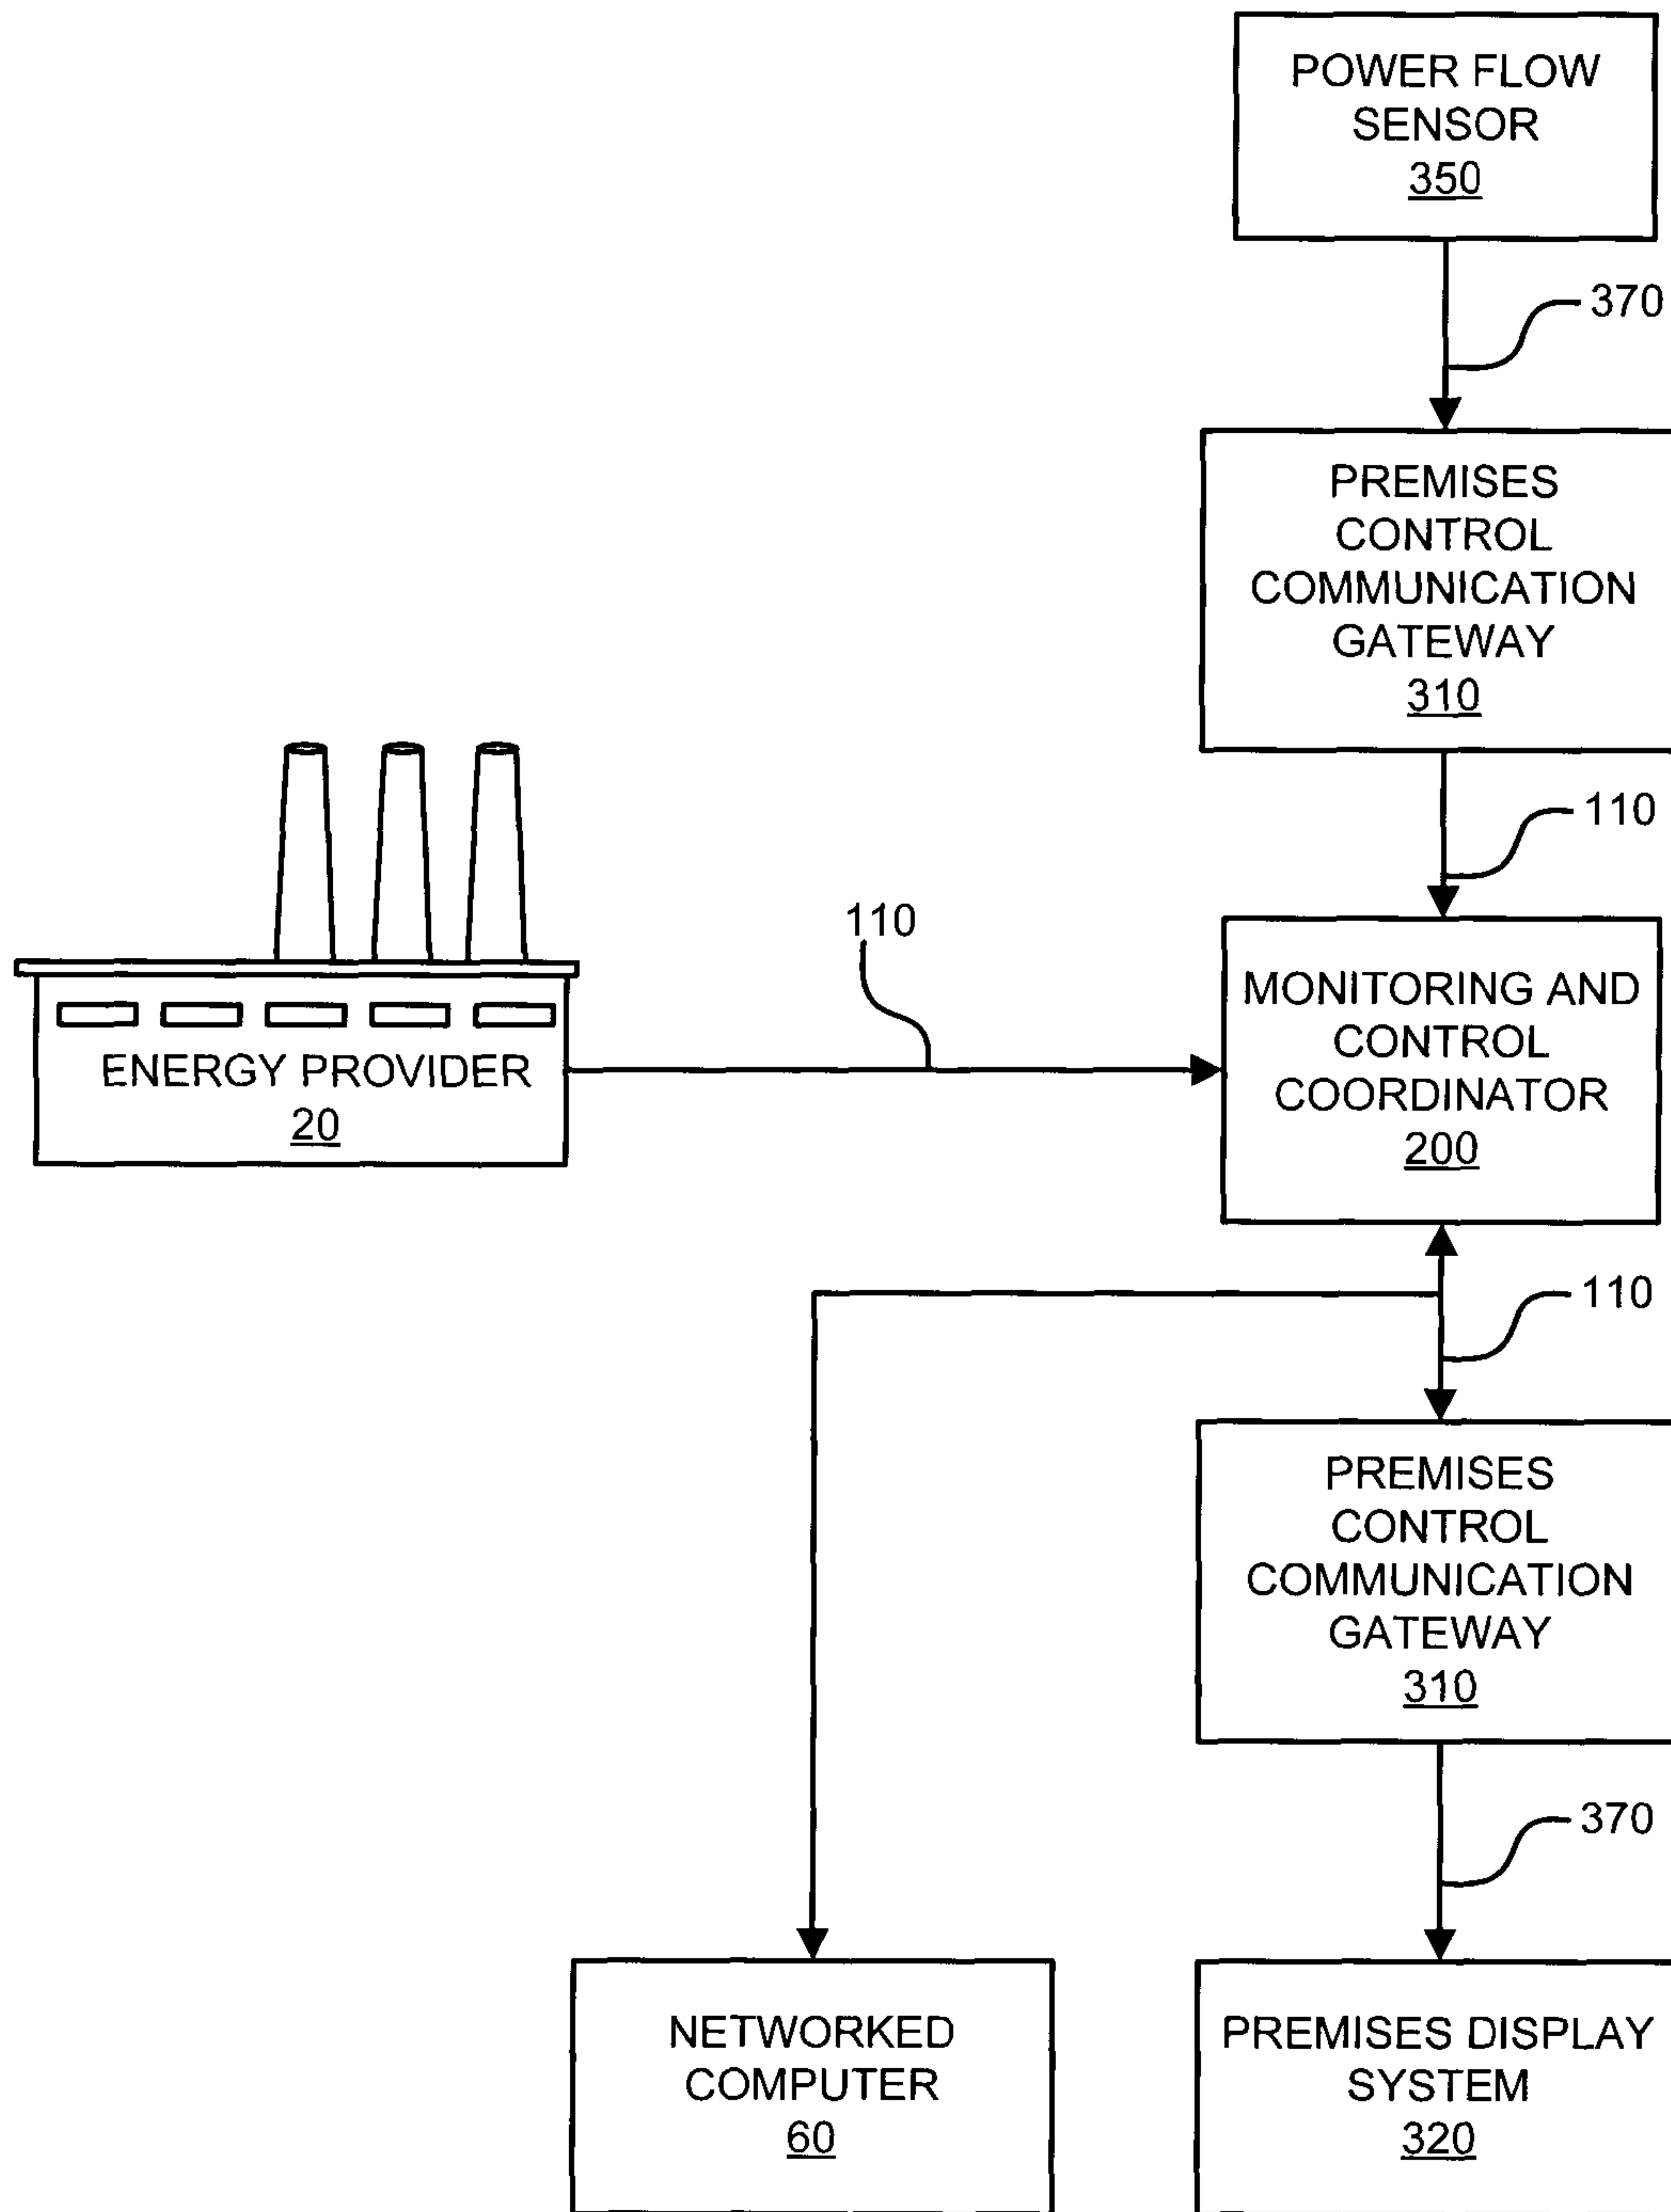 POWER FLOW
SENSOR
350
370
PREMISES
CONTROL
COMMUNICATION
GATEWAY
310
110
110
MONITORING AND
CONTROL
COORDINATOR
200
ENERGY PROVIDER
20
110
PREMISES
CONTROL
COMMUNICATION
GATEWAY
310
370
NETWORKED
COMPUTER
60
PREMISES DISPLAY
SYSTEM
320